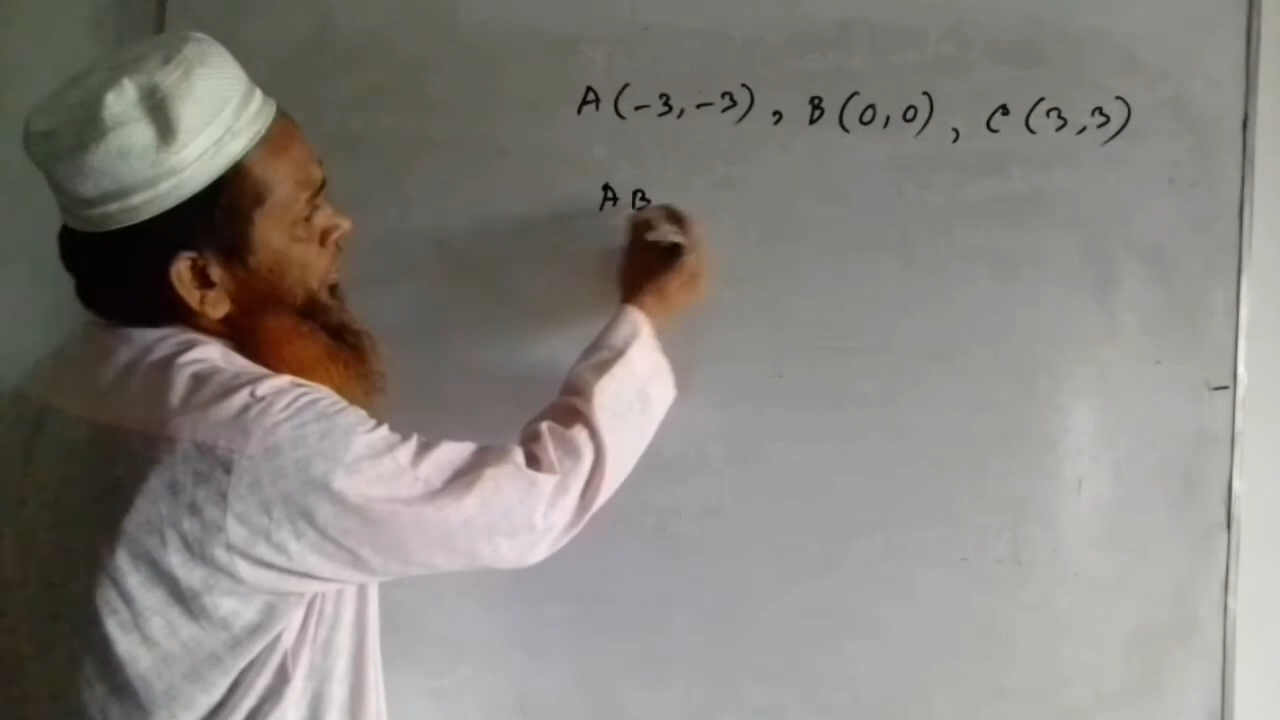 A(-3,-3), B(0,0), C(3,3)
AB